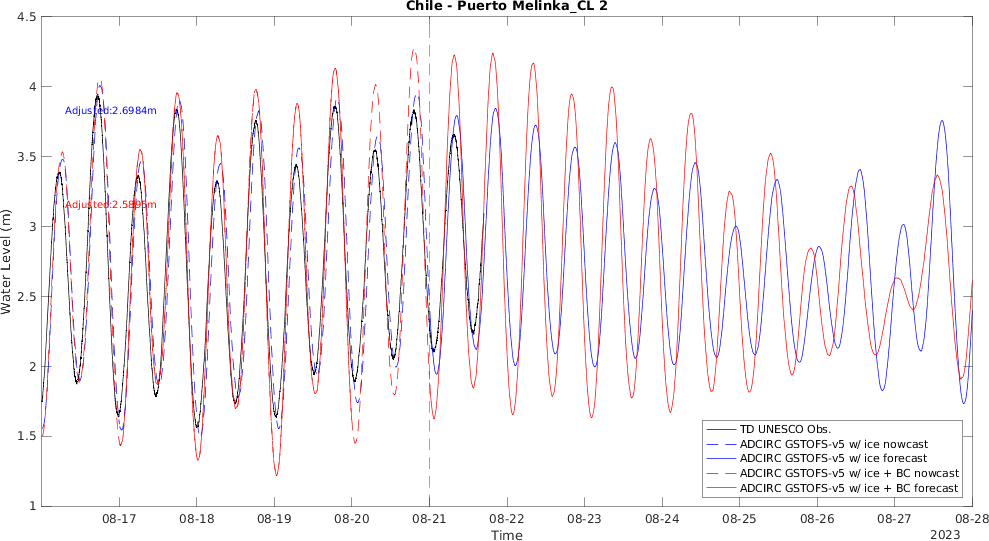 Chile - Puerto Melinka_CL 2
4.5
4
3.5
3
2.5
2
1.5
1
Water Level (m)
Adjusted:2.6984m
Adjusted:2.5895m
TD UNESCO Obs.
ADCIRC GSTOFS-v5 w/ ice nowcast
ADCIRC GSTOFS-v5 w/ ice forecast
ADCIRC GSTOFS-v5 w/ ice + BC nowcast
ADCIRC GSTOFS-v5 w/ ice + BC forecast
08-17 08-18 08-19 08-20 08-21 08-22 08-23 08-24 08-25 08-26 08-27 08-28
Time
2023